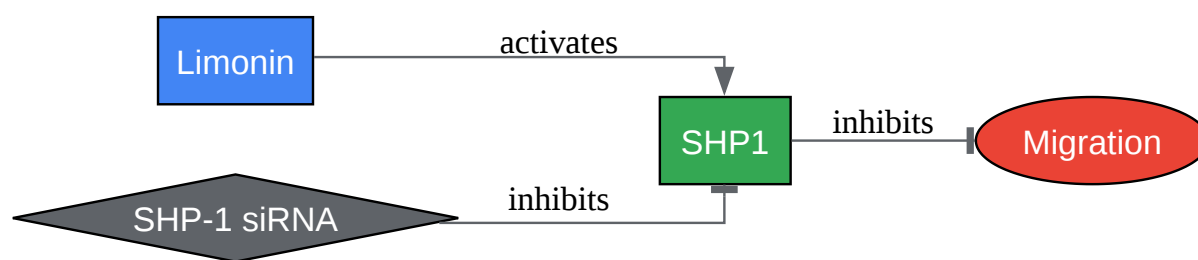 Limonin
activates
SHP1
inhibits
Migration
SHP-1 siRNA
inhibits